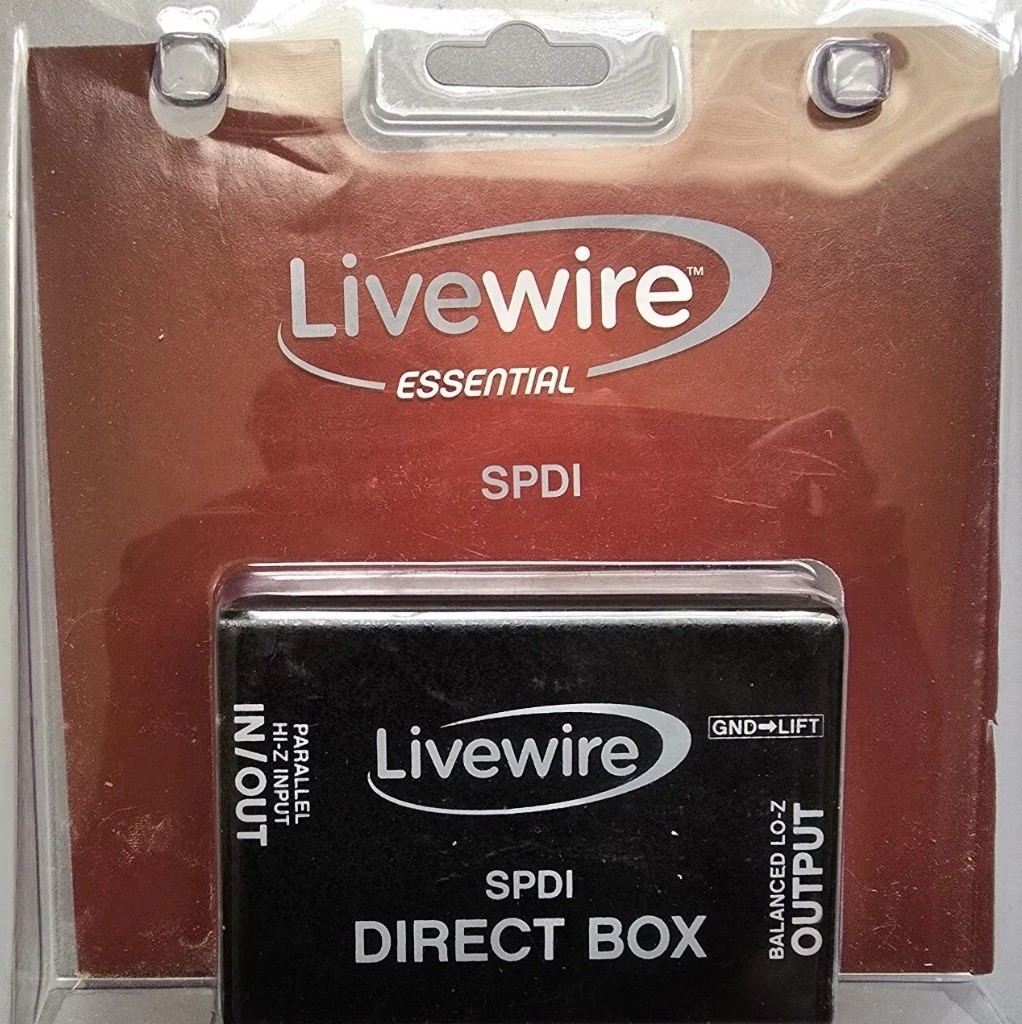 Livewire™
ESSENTIAL
SPDI
PARALLEL
HI-Z INPUT
IN/OUT
Livewire
GND→LIFT
SPDI
DIRECT BOX
BALANCED LO-Z
OUTPUT